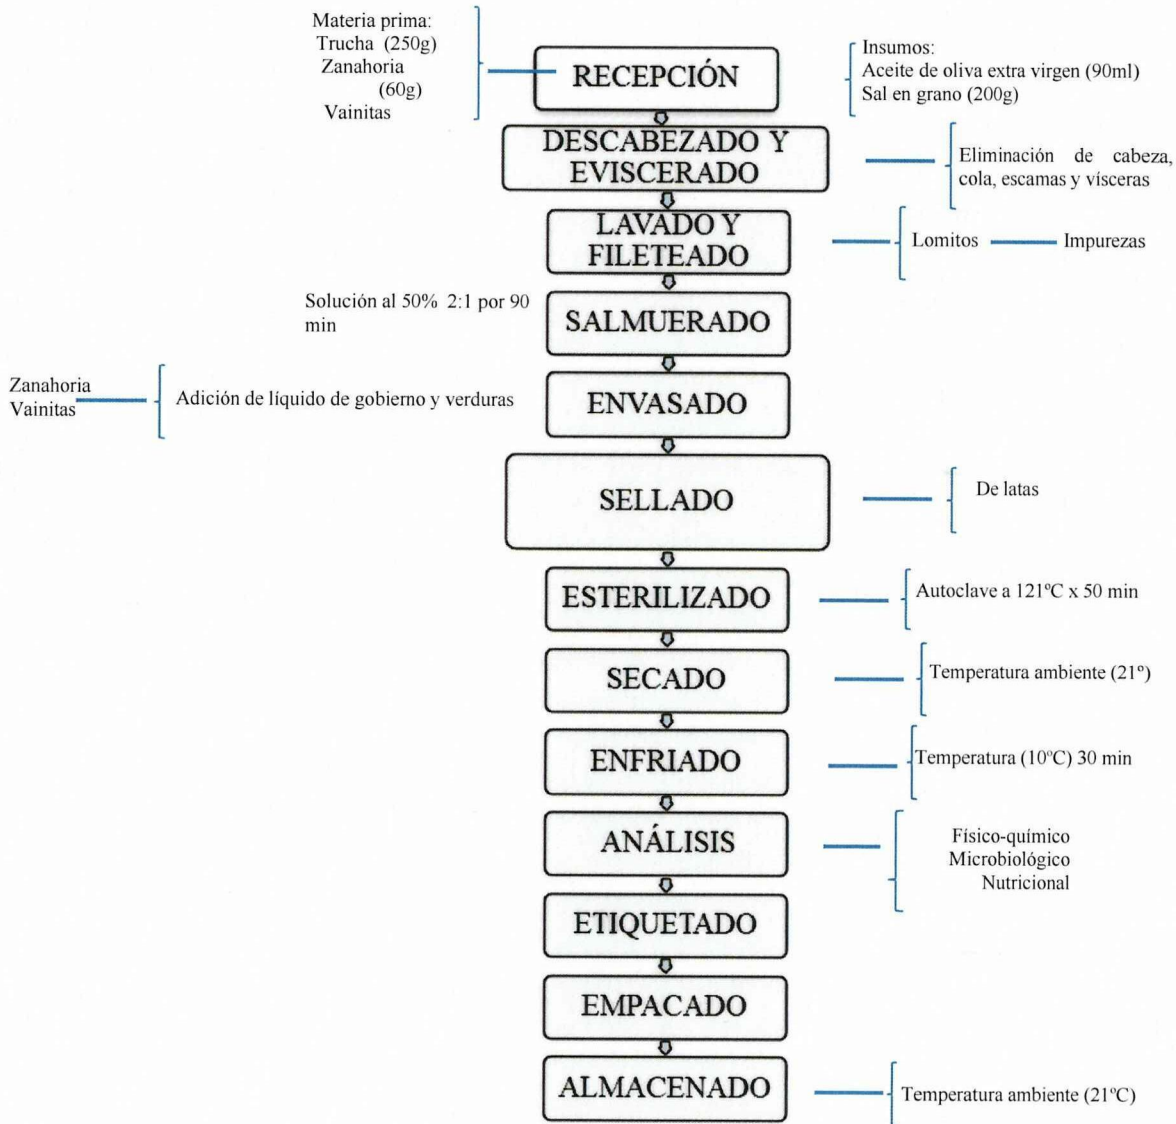 Materia prima:
Trucha (250g)
Zanahoria
(60g)
Vainitas
RECEPCIÓN
Insumos:
Aceite de oliva extra virgen (90ml)
Sal en grano (200g)
DESCABEZADO Y
EVISCERADO
Eliminación de cabeza,
cola, escamas y vísceras
LAVADO Y
FILETEADO
Lomitos
Impurezas
Solución al 50% 2:1 por 90
min
SALMUERADO
Zanahoria
Vainitas
Adición de líquido de gobierno y verduras
ENVASADO
SELLADO
De latas
ESTERILIZADO
Autoclave a 121ºC x 50 min
SECADO
Temperatura ambiente (21º)
ENFRIADO
Temperatura (10ºC) 30 min
ANÁLISIS
Físico-químico
Microbiológico
Nutricional
ETIQUETADO
EMPACADO
ALMACENADO
Temperatura ambiente (21ºC)